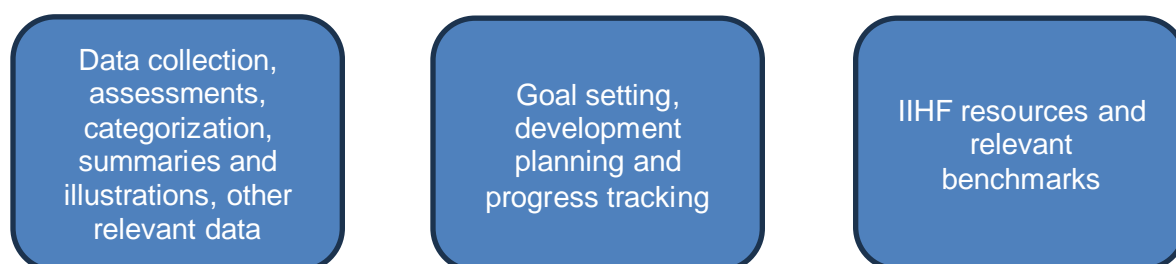 Data collection,
assessments,
categorization,
summaries and
illustrations, other
relevant data
Goal setting,
development
planning and
progress tracking
IIHF resources and
relevant
benchmarks